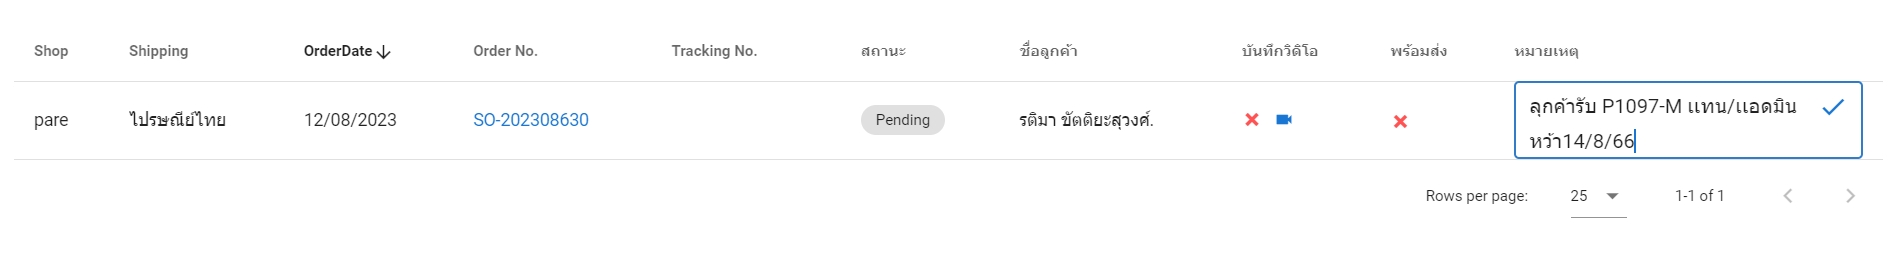 Shop Shipping OrderDate Order No. Tracking No. สถานะ ชื่อลูกค้า บันทึกวิดิโอ พร้อมส่ง หมายเหตุ
pare ไปรษณีย์ไทย 12/08/2023 SO-202308630 Pending รติมา ขัตติยะสุวงศ์. ลุกค้ารับ P1097-M แทน/แอดมิน
หว้า14/8/66
Rows per page: 25 1-1 of 1